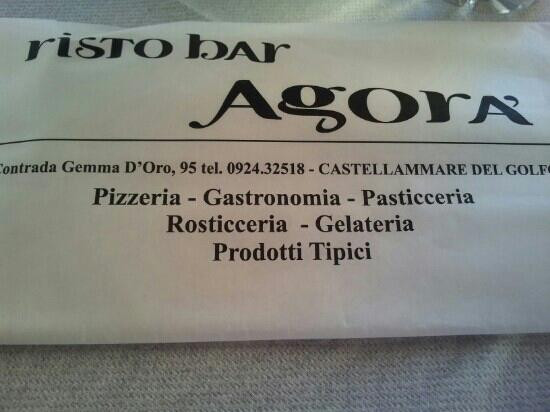 risto bar
Agorà
Contrada Gemma D'Oro, 95 tel. 0924.32518 - CASTELLAMMARE DEL GOLFO
Pizzeria - Gastronomia - Pasticceria
Rosticceria - Gelateria
Prodotti Tipici